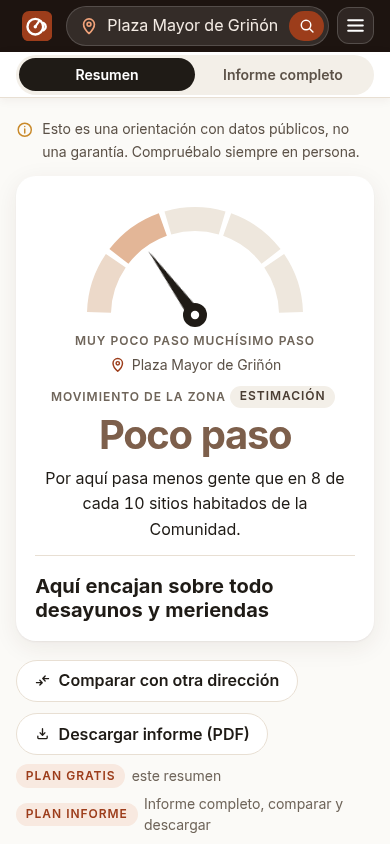 Plaza Mayor de Griñón
Resumen
Informe completo
Esto es una orientación con datos públicos, no
una garantía. Compruébalo siempre en persona.
MUY POCO PASO MUCHÍSIMO PASO
Plaza Mayor de Griñón
MOVIMIENTO DE LA ZONA ESTIMACIÓN
Poco paso
Por aquí pasa menos gente que en 8 de
cada 10 sitios habitados de la
Comunidad.
Aquí encajan sobre todo
desayunos y meriendas
Comparar con otra dirección
Descargar informe (PDF)
PLAN GRATIS este resumen
PLAN INFORME Informe completo, comparar y
descargar